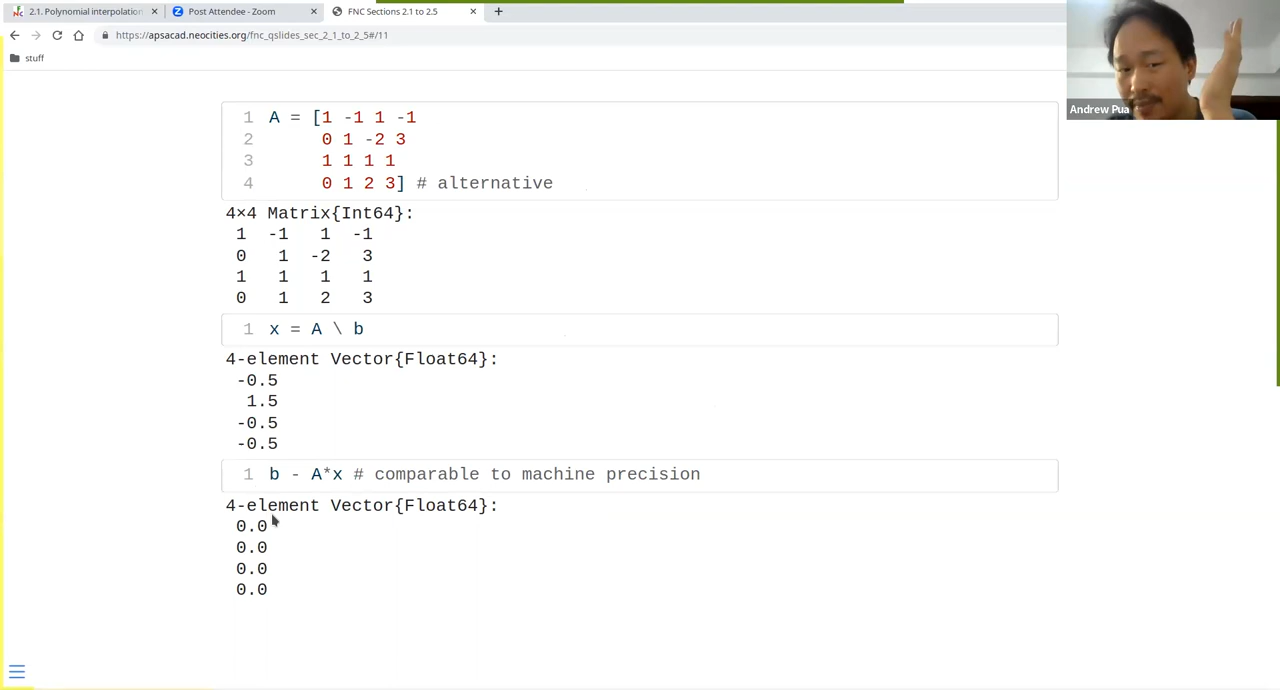 2.1. Polynomial interpolation
Post Attendee - Zoom
FNC Sections 2.1 to 2.5
https://apsacad.neocities.org/fnc_qslides_sec_2_1_to_2_5#/11
stuff
Andrew Pua
1 A = [1 -1 1 -1
2 0 1 -2 3
3 1 1 1 1
4 0 1 2 3] # alternative
4×4 Matrix{Int64}:
1 -1 1 -1
0 1 -2 3
1 1 1 1
0 1 2 3
1 x = A \ b
4-element Vector{Float64}:
-0.5
1.5
-0.5
-0.5
1 b - A*x # comparable to machine precision
4-element Vector{Float64}:
0.0
0.0
0.0
0.0